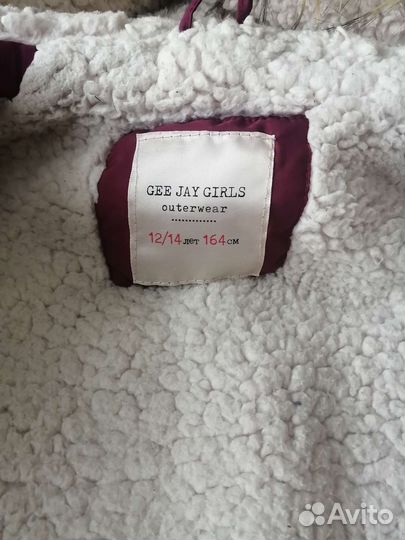 GEE JAY GIRLS
outerwear
12/14 лет 164 см
Avito